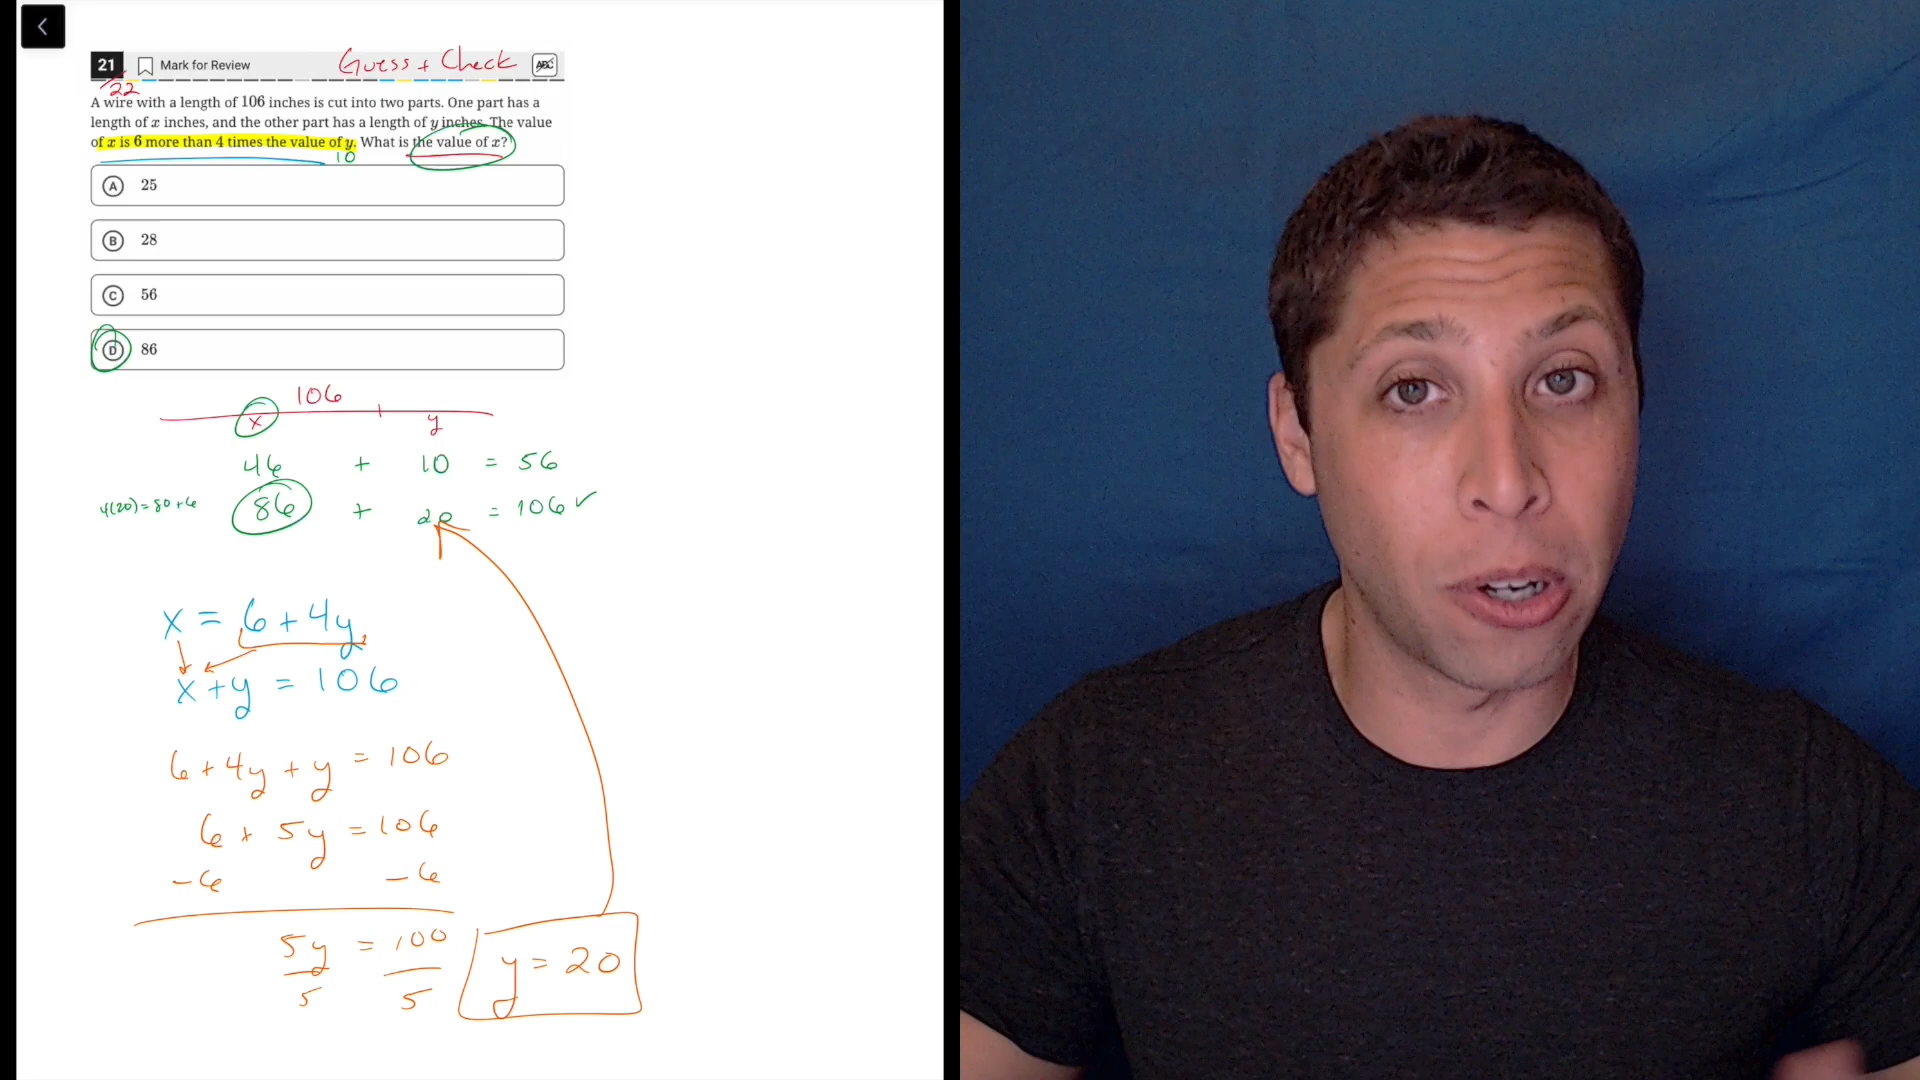 21 Mark for Review Guess + Check ABC
/22
A wire with a length of 106 inches is cut into two parts. One part has a
length of x inches, and the other part has a length of y inches. The value
of x is 6 more than 4 times the value of y. What is the value of x?
10
A 25
B 28
C 56
D 86
106
x y
46 + 10 = 56
4(20)=80+6 86 + 20 = 106 ✓
x = 6 + 4y
x + y = 106
6 + 4y + y = 106
6 + 5y = 106
-6 -6
5y = 100
5 5
y = 20